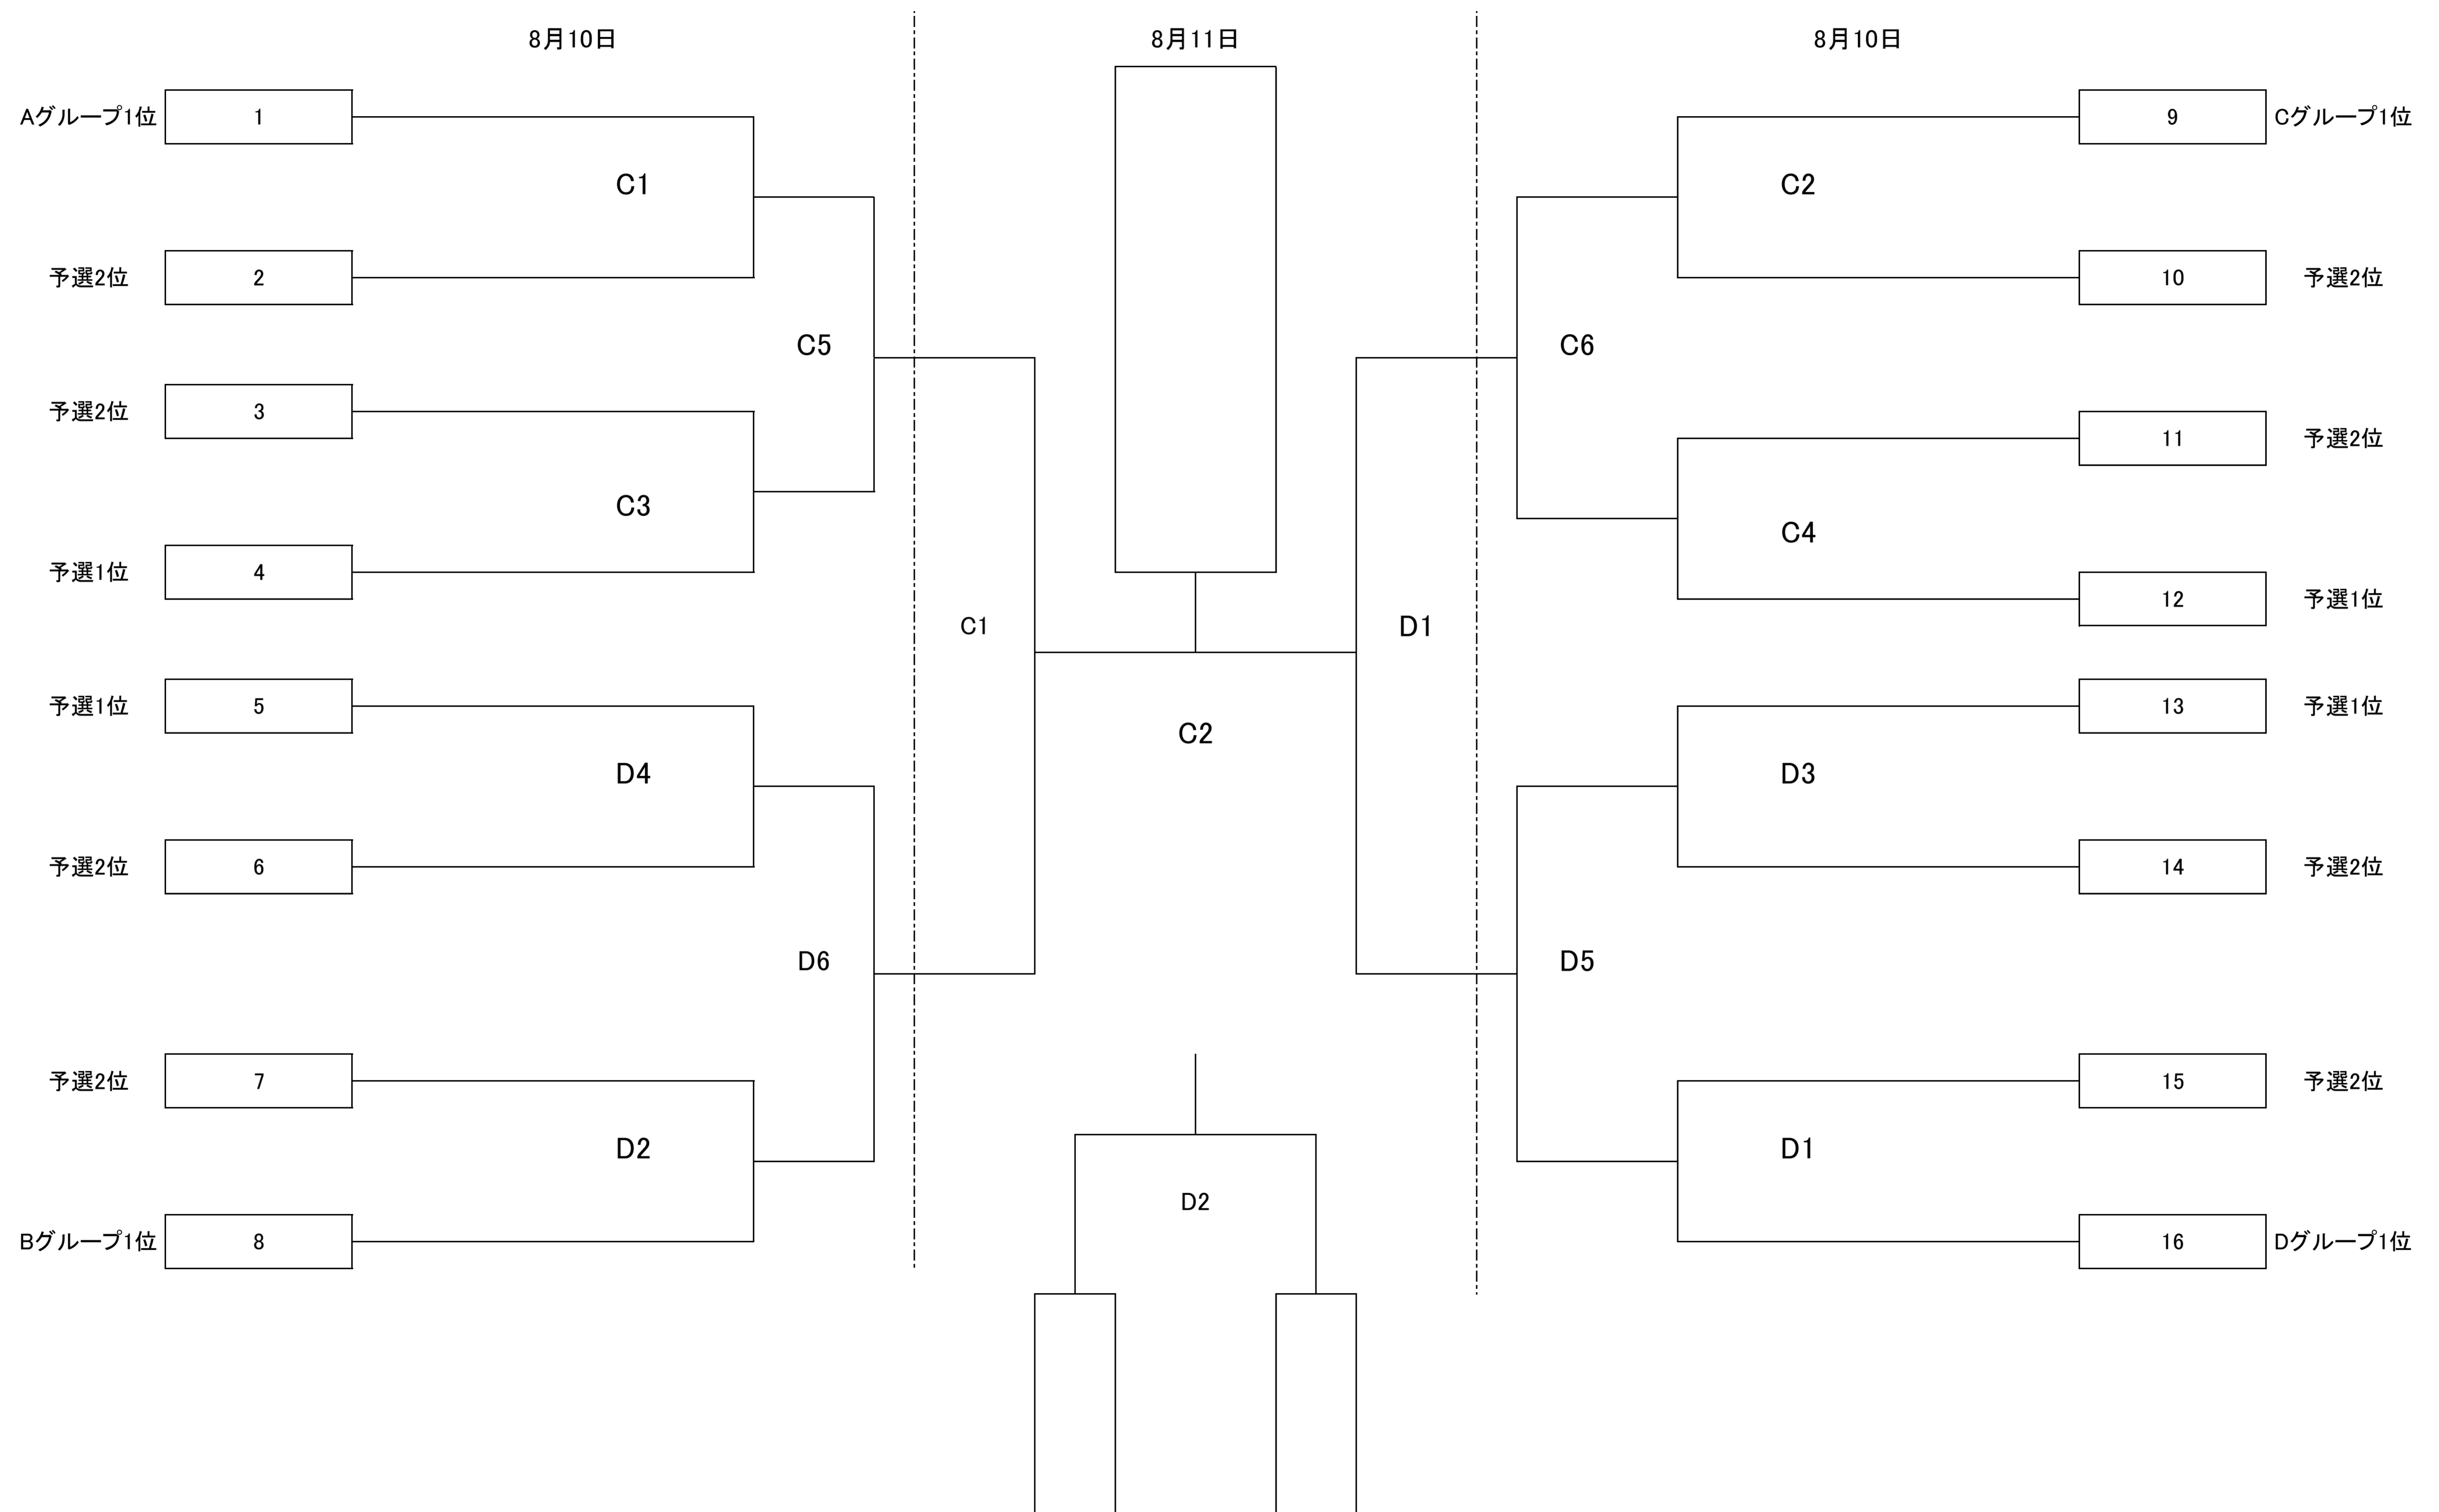 8月10日
8月11日
8月10日
Aグループ1位
1
9
Cグループ1位
C1
C2
予選2位
2
10
予選2位
C5
C6
予選2位
3
11
予選2位
C3
C4
予選1位
4
12
予選1位
C1
D1
予選1位
5
13
予選1位
C2
D4
D3
予選2位
6
14
予選2位
D6
D5
予選2位
7
15
予選2位
D2
D1
D2
Bグループ1位
8
16
Dグループ1位